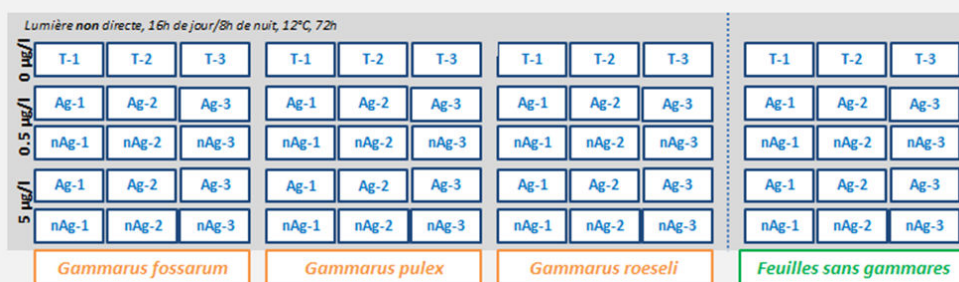 Lumière non directe, 16h de jour/8h de nuit, 12°C, 72h
0 µg/l
T-1 T-2 T-3 T-1 T-2 T-3 T-1 T-2 T-3 T-1 T-2 T-3
0.5 µg/l
Ag-1 Ag-2 Ag-3 Ag-1 Ag-2 Ag-3 Ag-1 Ag-2 Ag-3 Ag-1 Ag-2 Ag-3
nAg-1 nAg-2 nAg-3 nAg-1 nAg-2 nAg-3 nAg-1 nAg-2 nAg-3 nAg-1 nAg-2 nAg-3
5 µg/l
Ag-1 Ag-2 Ag-3 Ag-1 Ag-2 Ag-3 Ag-1 Ag-2 Ag-3 Ag-1 Ag-2 Ag-3
nAg-1 nAg-2 nAg-3 nAg-1 nAg-2 nAg-3 nAg-1 nAg-2 nAg-3 nAg-1 nAg-2 nAg-3
Gammarus fossarum Gammarus pulex Gammarus roeseli Feuilles sans gammares